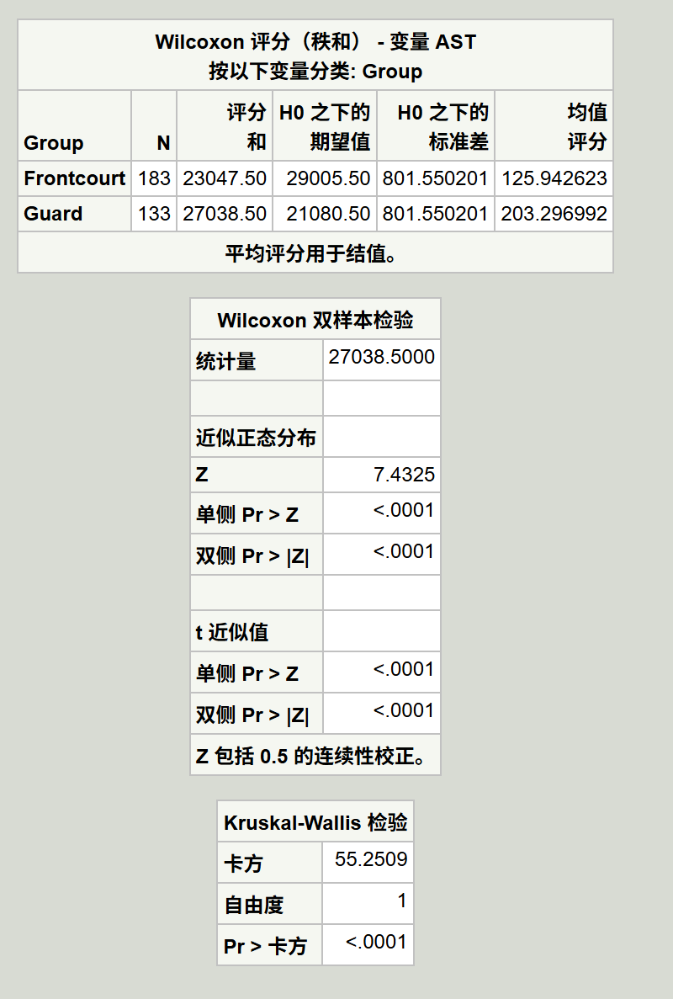 Wilcoxon 评分（秩和） - 变量 AST
按以下变量分类: Group
Group N 评分和 H0 之下的期望值 H0 之下的标准差 均值评分
Frontcourt 183 23047.50 29005.50 801.550201 125.942623
Guard 133 27038.50 21080.50 801.550201 203.296992
平均评分用于结值。
Wilcoxon 双样本检验
统计量 27038.5000
近似正态分布
Z 7.4325
单侧 Pr > Z <.0001
双侧 Pr > |Z| <.0001
t 近似值
单侧 Pr > Z <.0001
双侧 Pr > |Z| <.0001
Z 包括 0.5 的连续性校正。
Kruskal-Wallis 检验
卡方 55.2509
自由度 1
Pr > 卡方 <.0001